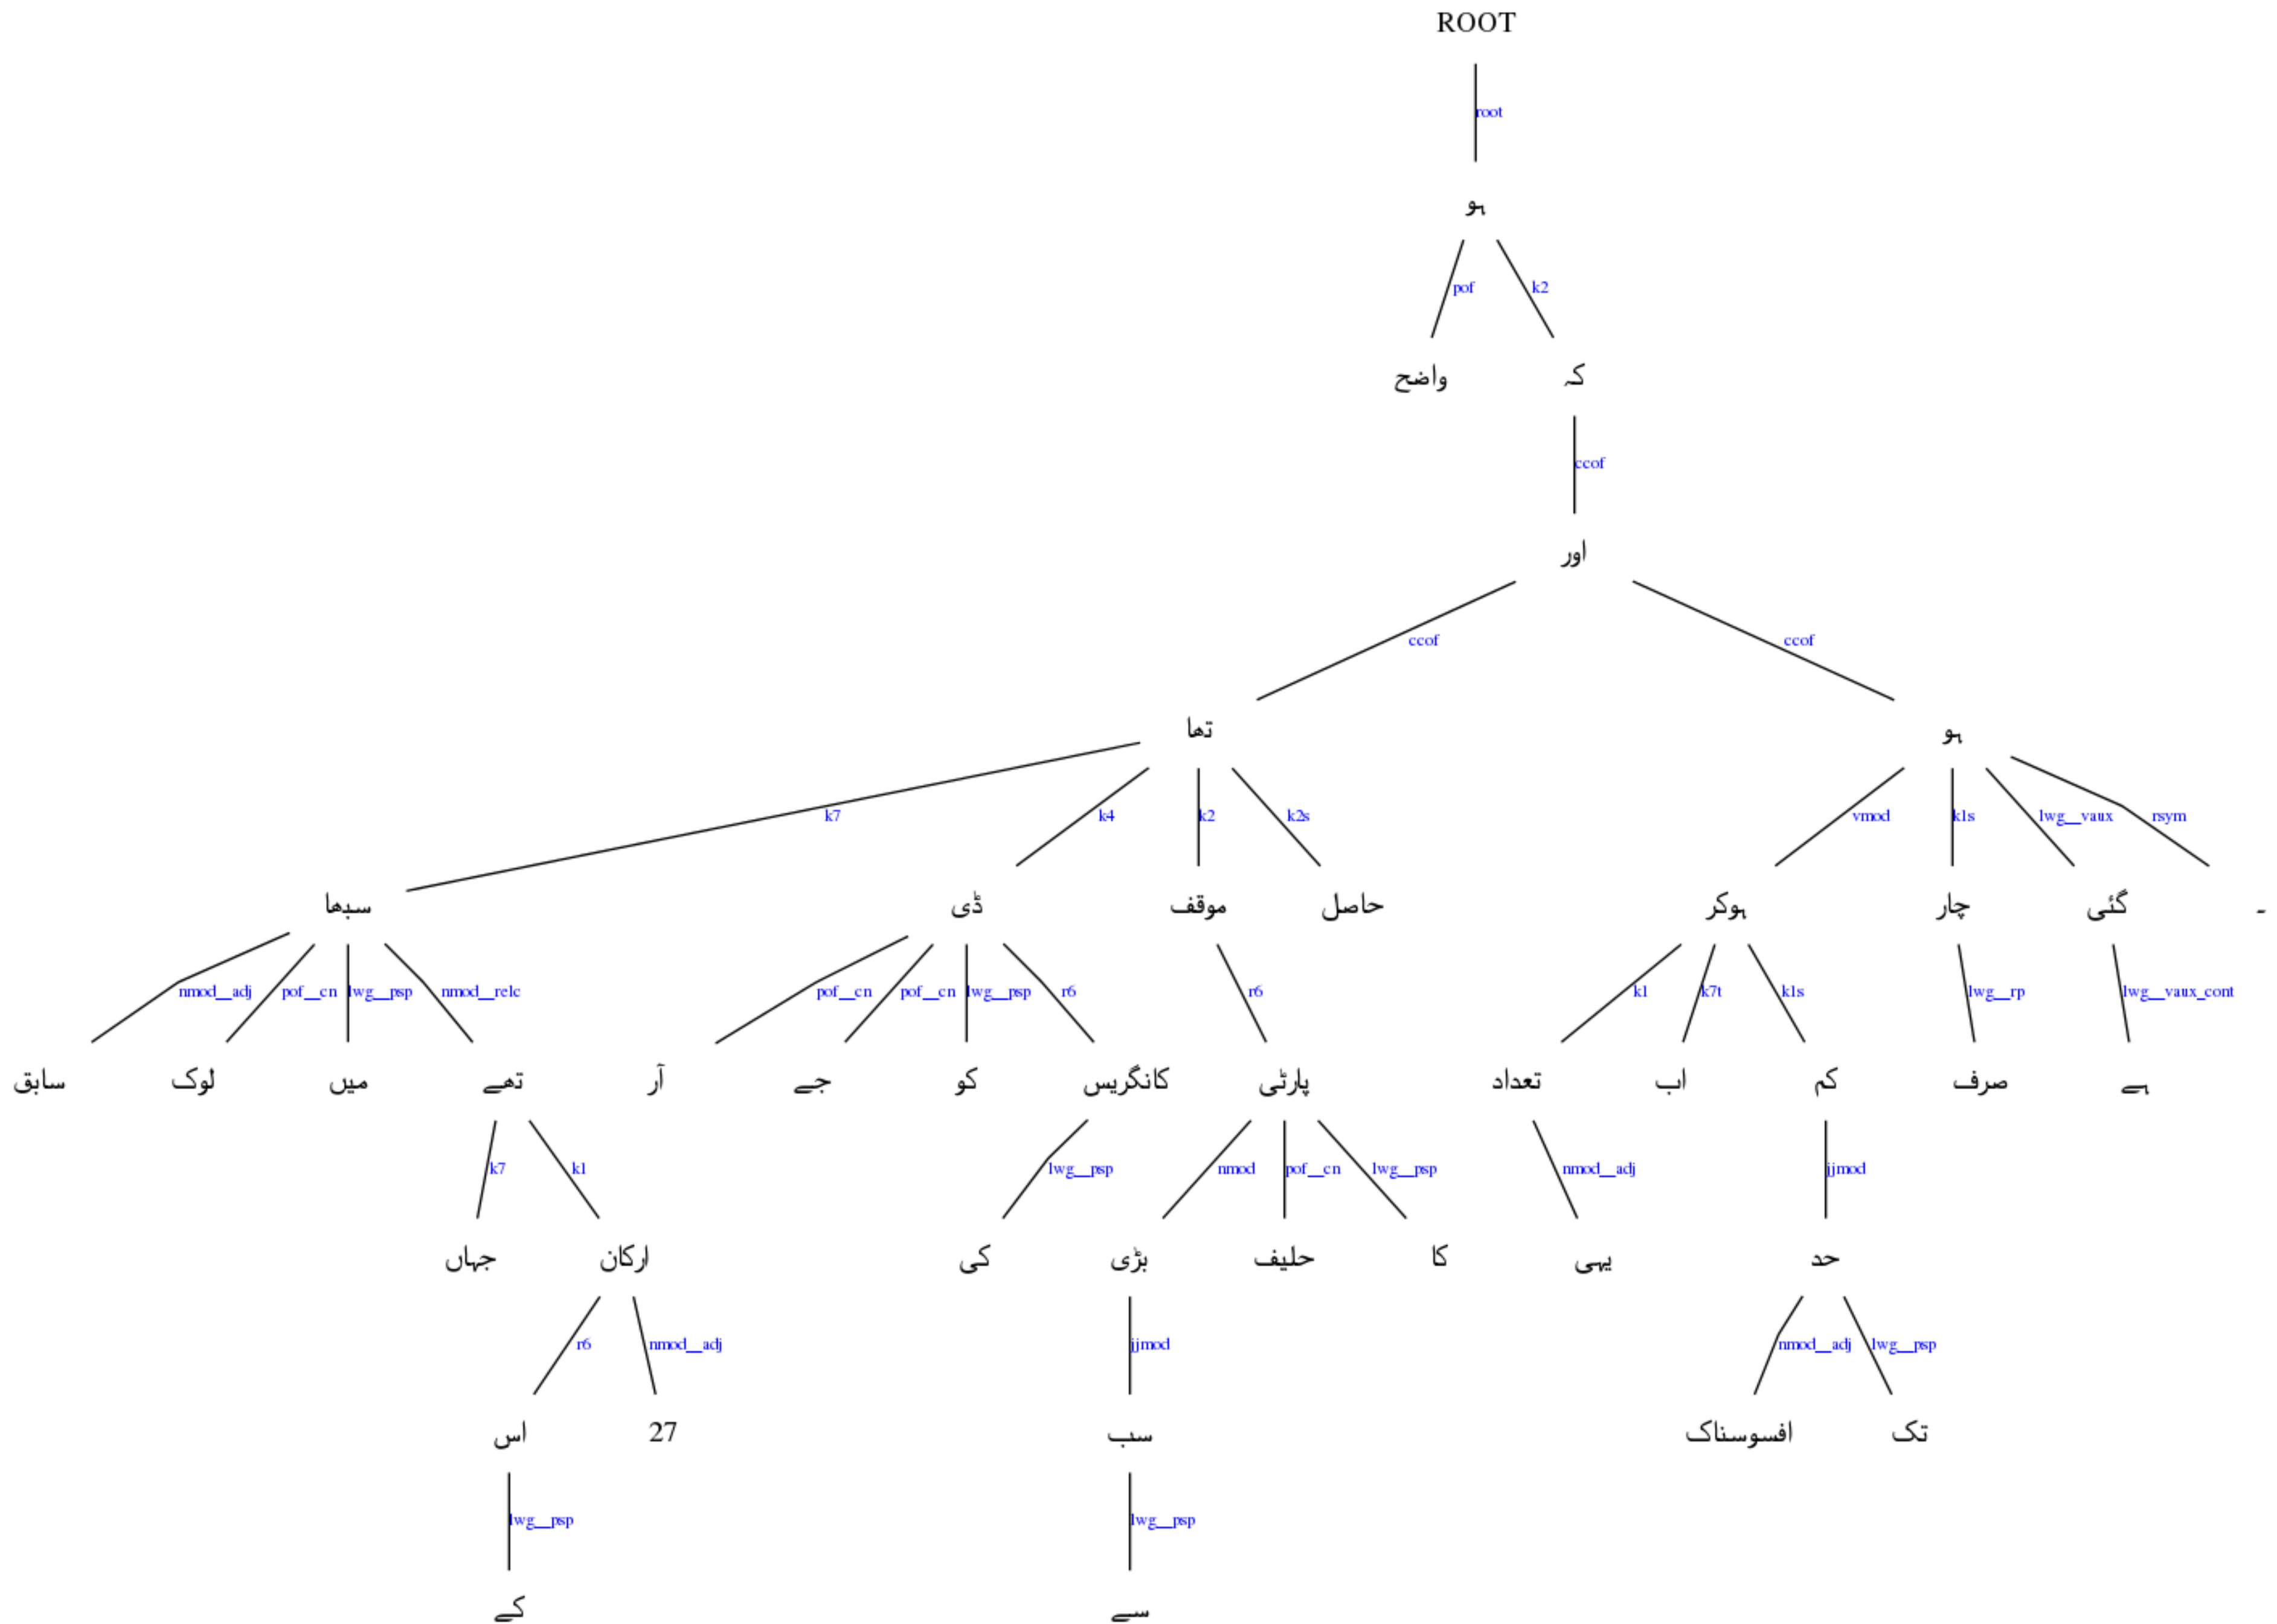 ROOT
root
ہو
pof k2
واضح کہ
ccof
اور
ccof ccof
تھا ہو
k7 k4 k2 k2s vmod k1s lwg__vaux rsym
سبھا ڈی موقف حاصل ہوکر چار گئی ۔
nmod__adj pof__cn lwg__psp nmod__relc pof__cn pof__cn lwg__psp r6 r6 k1 k7t k1s lwg__rp lwg__vaux_cont
سابق لوک میں تھے آر جے کو کانگریس پارٹی تعداد اب کم صرف ہے
k7 k1 lwg__psp nmod pof__cn lwg__psp nmod__adj jjmod
جہاں ارکان کی بڑی حلیف کا یہی حد
r6 nmod__adj jjmod nmod__adj lwg__psp
اس 27 سب افسوسناک تک
lwg__psp lwg__psp
کے سے